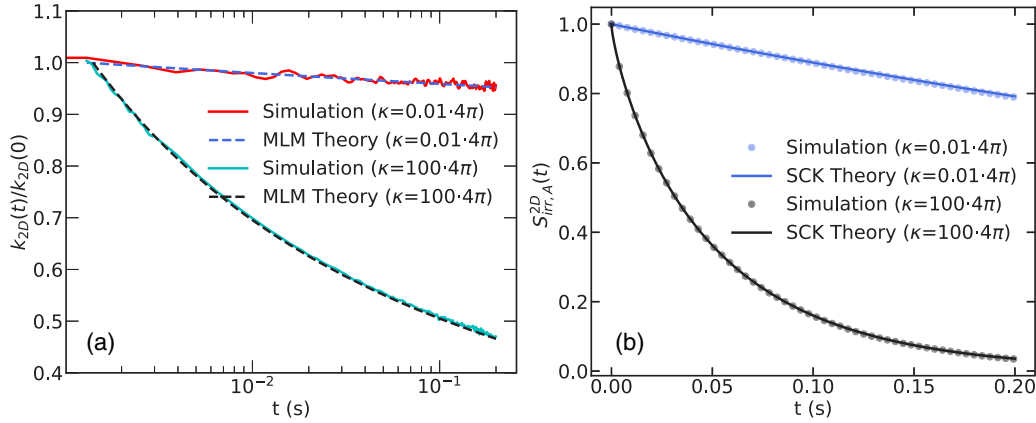 k2D(t)/k2D(0)
1.1
1.0
0.9
0.8
0.7
0.6
0.5
0.4
Simulation (κ=0.01·4π)
MLM Theory (κ=0.01·4π)
Simulation (κ=100·4π)
MLM Theory (κ=100·4π)
(a)
10⁻² 10⁻¹
t (s)
S²ᴰirr,A(t)
1.0
0.8
0.6
0.4
0.2
0.0
Simulation (κ=0.01·4π)
SCK Theory (κ=0.01·4π)
Simulation (κ=100·4π)
SCK Theory (κ=100·4π)
(b)
0.00 0.05 0.10 0.15 0.20
t (s)